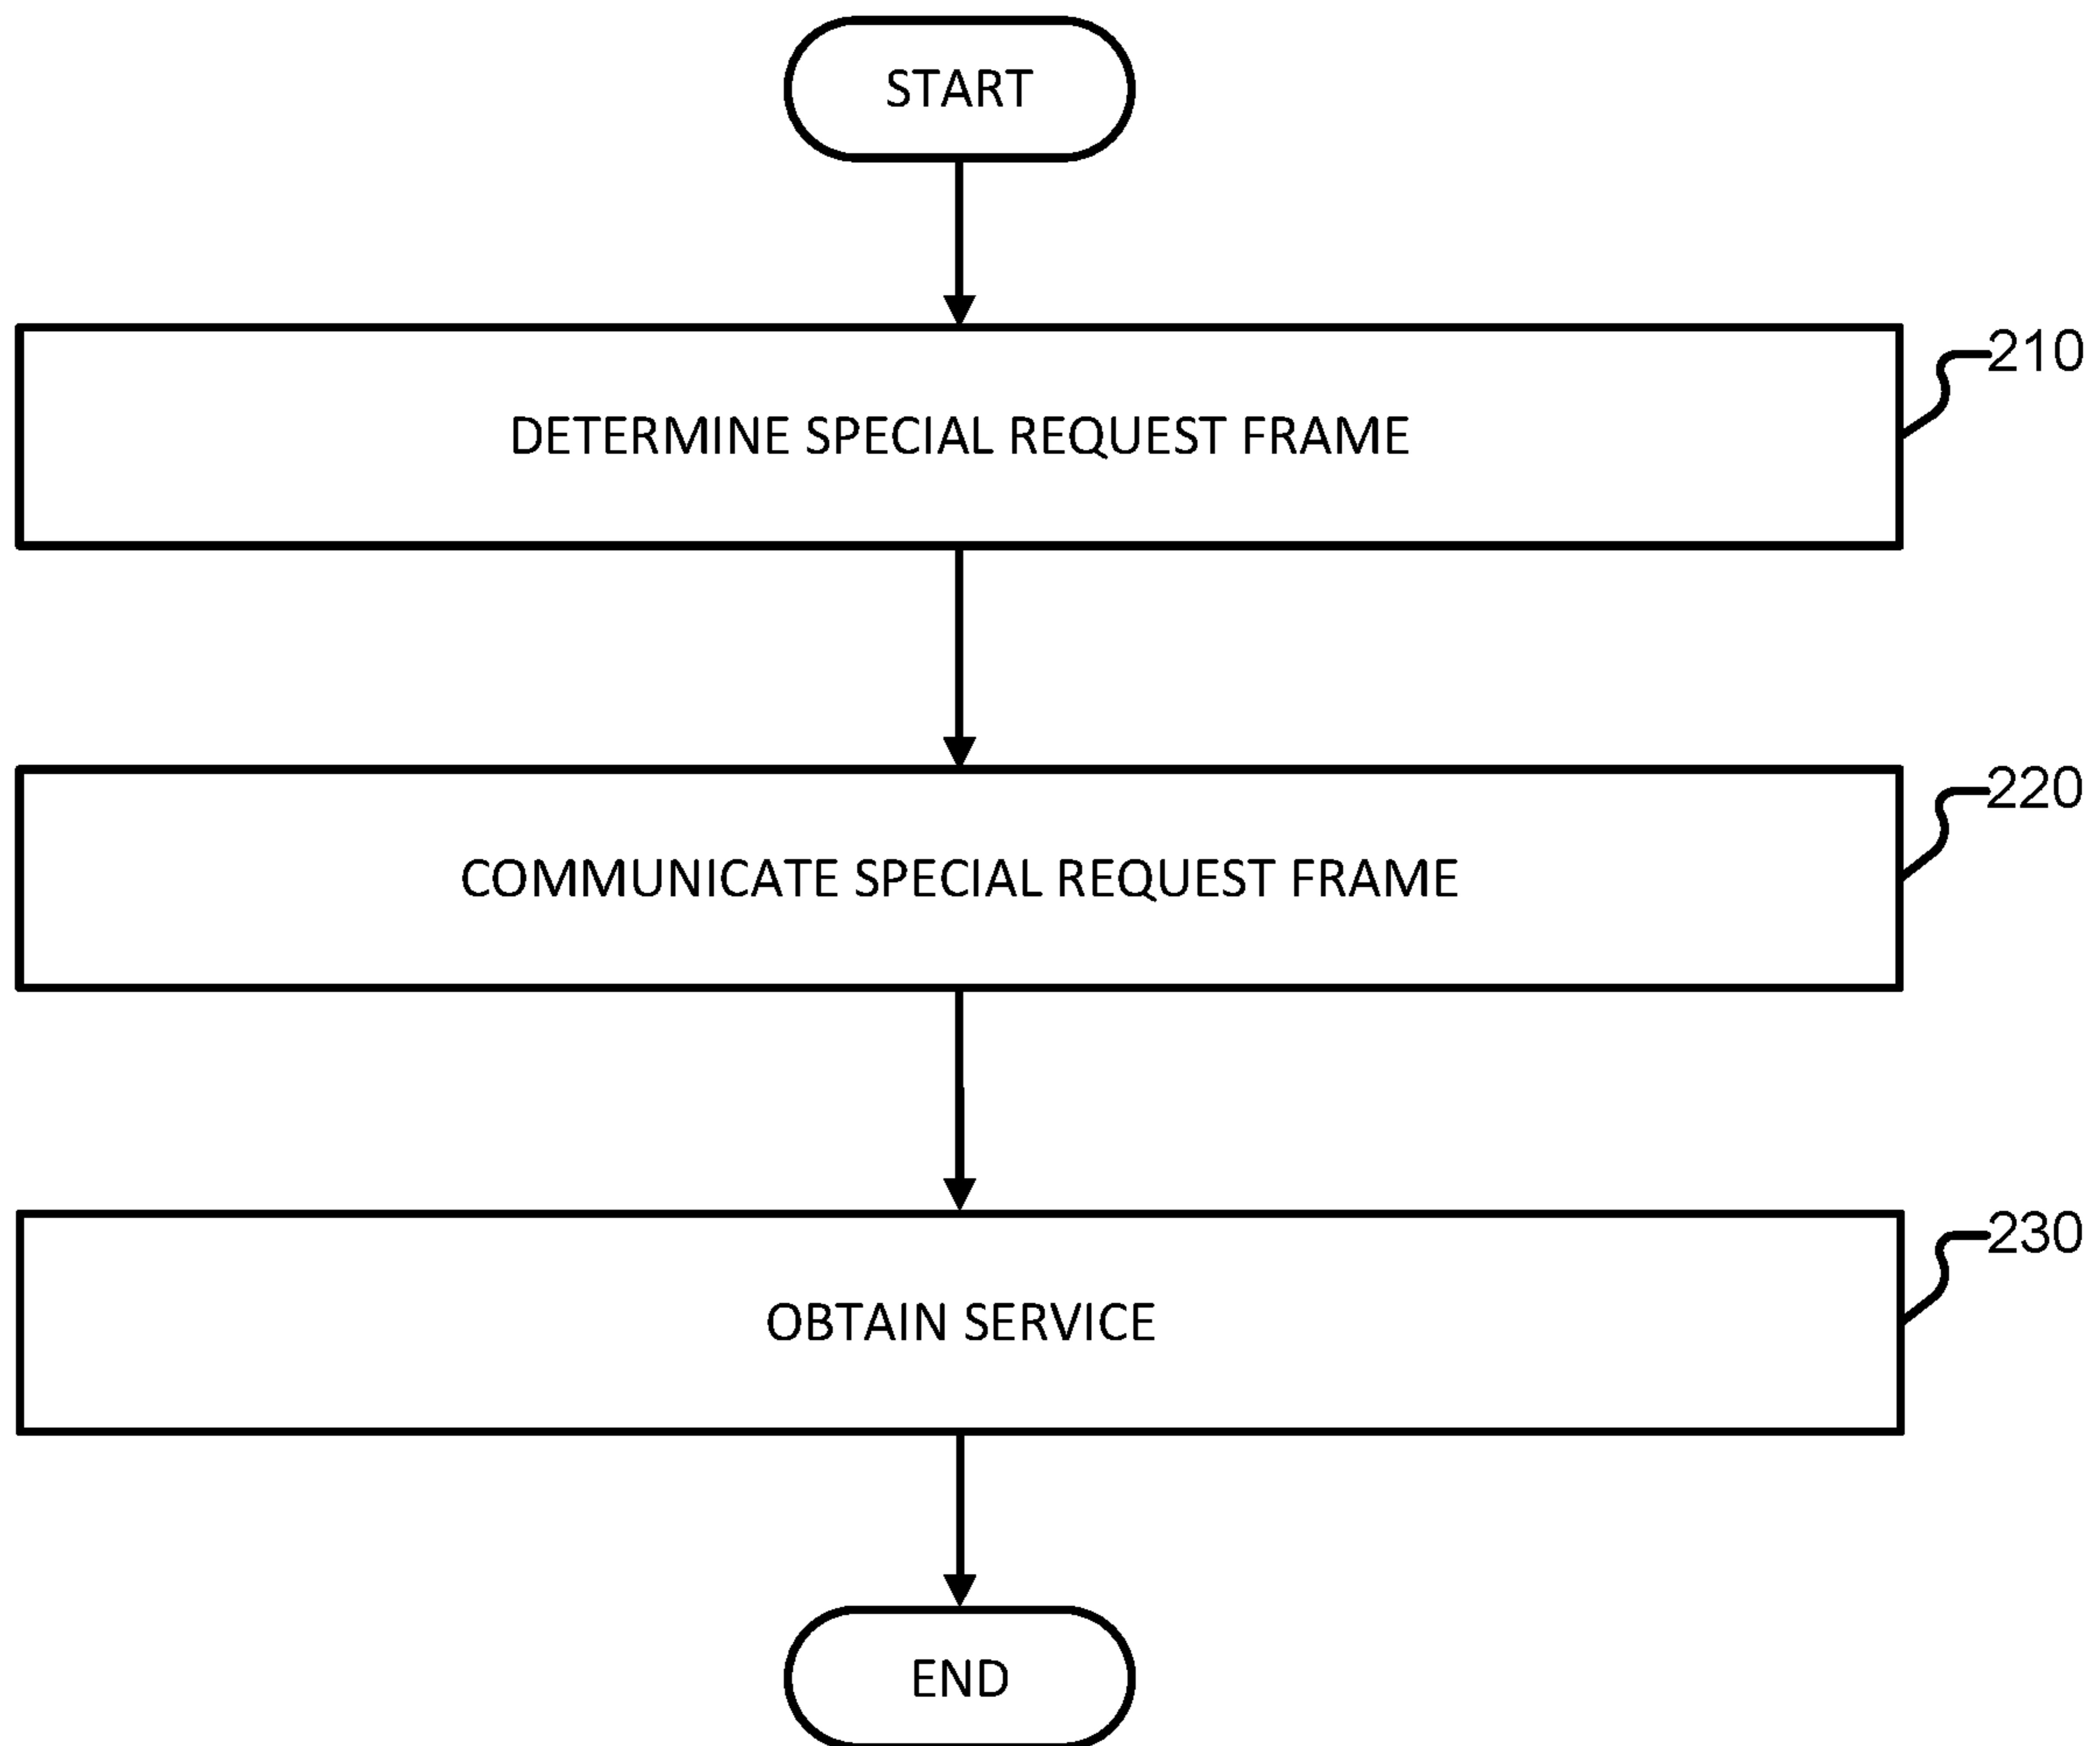 START
210
DETERMINE SPECIAL REQUEST FRAME
220
COMMUNICATE SPECIAL REQUEST FRAME
230
OBTAIN SERVICE
END